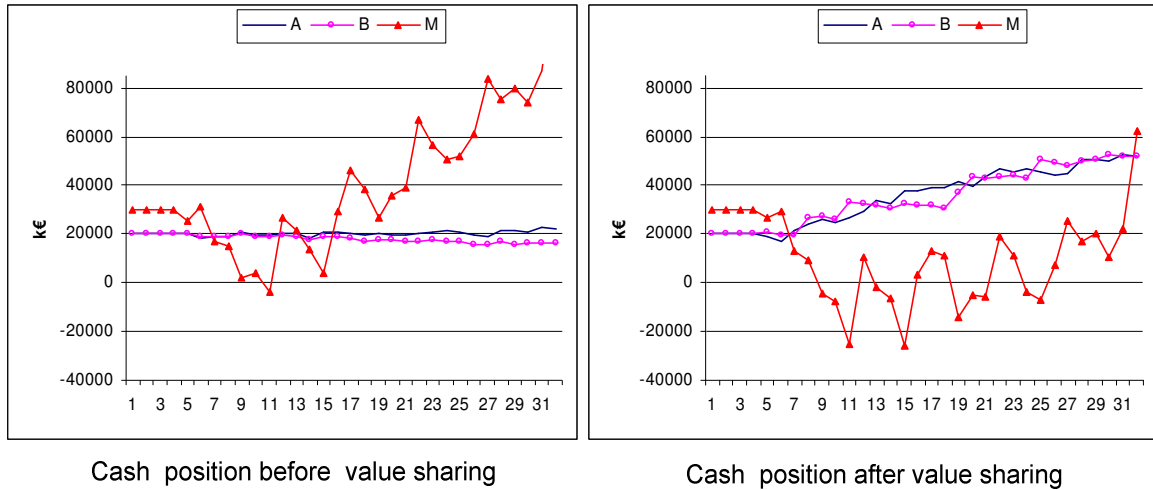 A B M
80000
60000
40000
20000
0
-20000
-40000
k€
1 3 5 7 9 11 13 15 17 19 21 23 25 27 29 31
Cash position before value sharing
A B M
80000
60000
40000
20000
0
-20000
-40000
k€
1 3 5 7 9 11 13 15 17 19 21 23 25 27 29 31
Cash position after value sharing